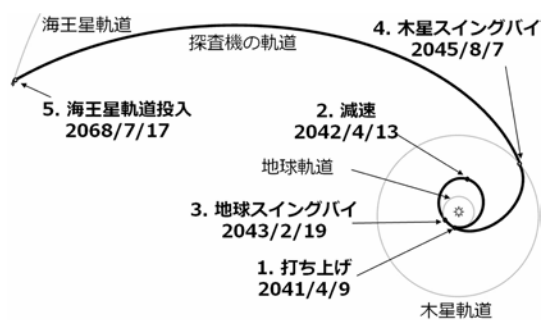 海王星軌道
探査機の軌道
4. 木星スイングバイ
2045/8/7
5. 海王星軌道投入
2068/7/17
2. 減速
2042/4/13
地球軌道
3. 地球スイングバイ
2043/2/19
1. 打ち上げ
2041/4/9
木星軌道